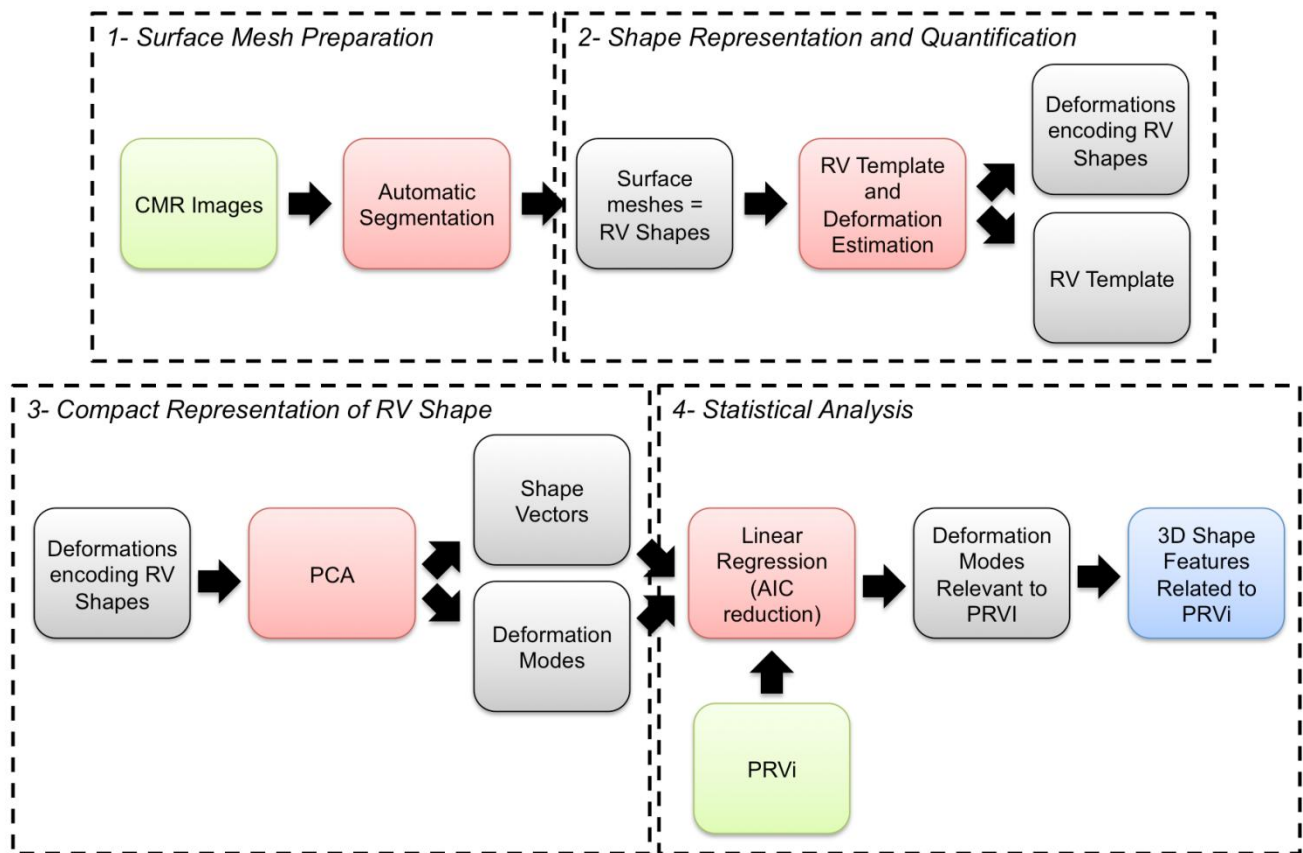 1- Surface Mesh Preparation
CMR Images
Automatic
Segmentation
2- Shape Representation and Quantification
Surface
meshes =
RV Shapes
RV Template
and
Deformation
Estimation
Deformations
encoding RV
Shapes
RV Template
3- Compact Representation of RV Shape
Deformations
encoding RV
Shapes
PCA
Shape
Vectors
Deformation
Modes
4- Statistical Analysis
Linear
Regression
(AIC
reduction)
PRVi
Deformation
Modes
Relevant to
PRVI
3D Shape
Features
Related to
PRVi